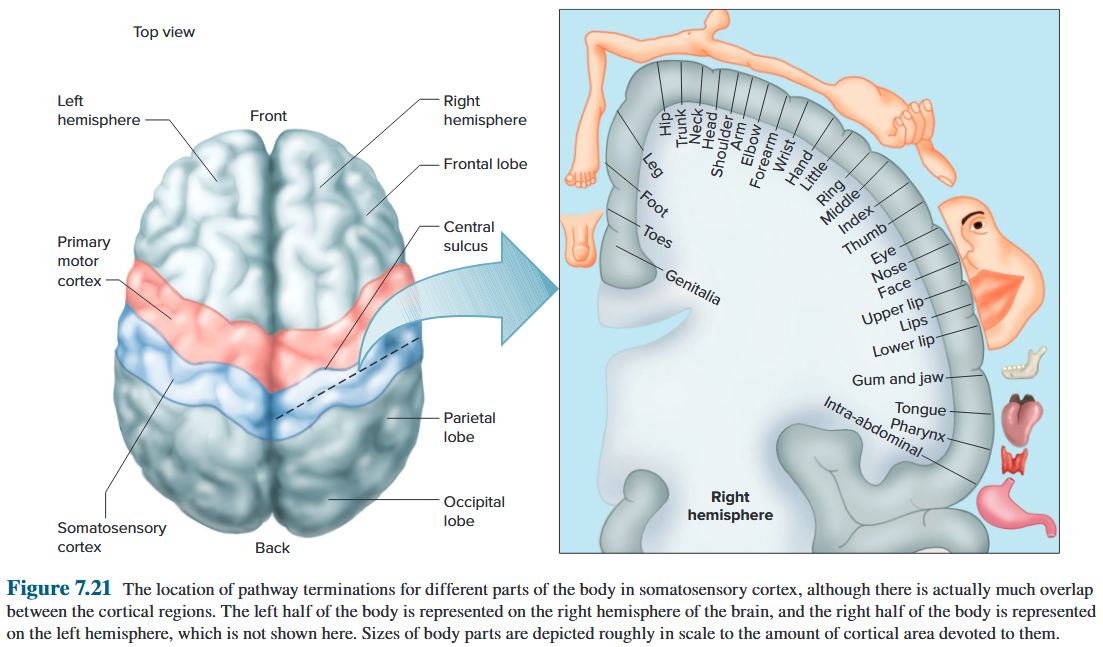 Top view
Left
hemisphere
Front
Right
hemisphere
Frontal lobe
Central
sulcus
Primary
motor
cortex
Parietal
lobe
Occipital
lobe
Somatosensory
cortex
Back
Hip
Trunk
Neck
Head
Shoulder
Arm
Elbow
Forearm
Wrist
Hand
Little
Ring
Middle
Index
Thumb
Eye
Nose
Face
Upper lip
Lips
Lower lip
Gum and jaw
Tongue
Pharynx
Intra-abdominal
Leg
Foot
Toes
Genitalia
Right
hemisphere
Figure 7.21 The location of pathway terminations for different parts of the body in somatosensory cortex, although there is actually much overlap
between the cortical regions. The left half of the body is represented on the right hemisphere of the brain, and the right half of the body is represented
on the left hemisphere, which is not shown here. Sizes of body parts are depicted roughly in scale to the amount of cortical area devoted to them.